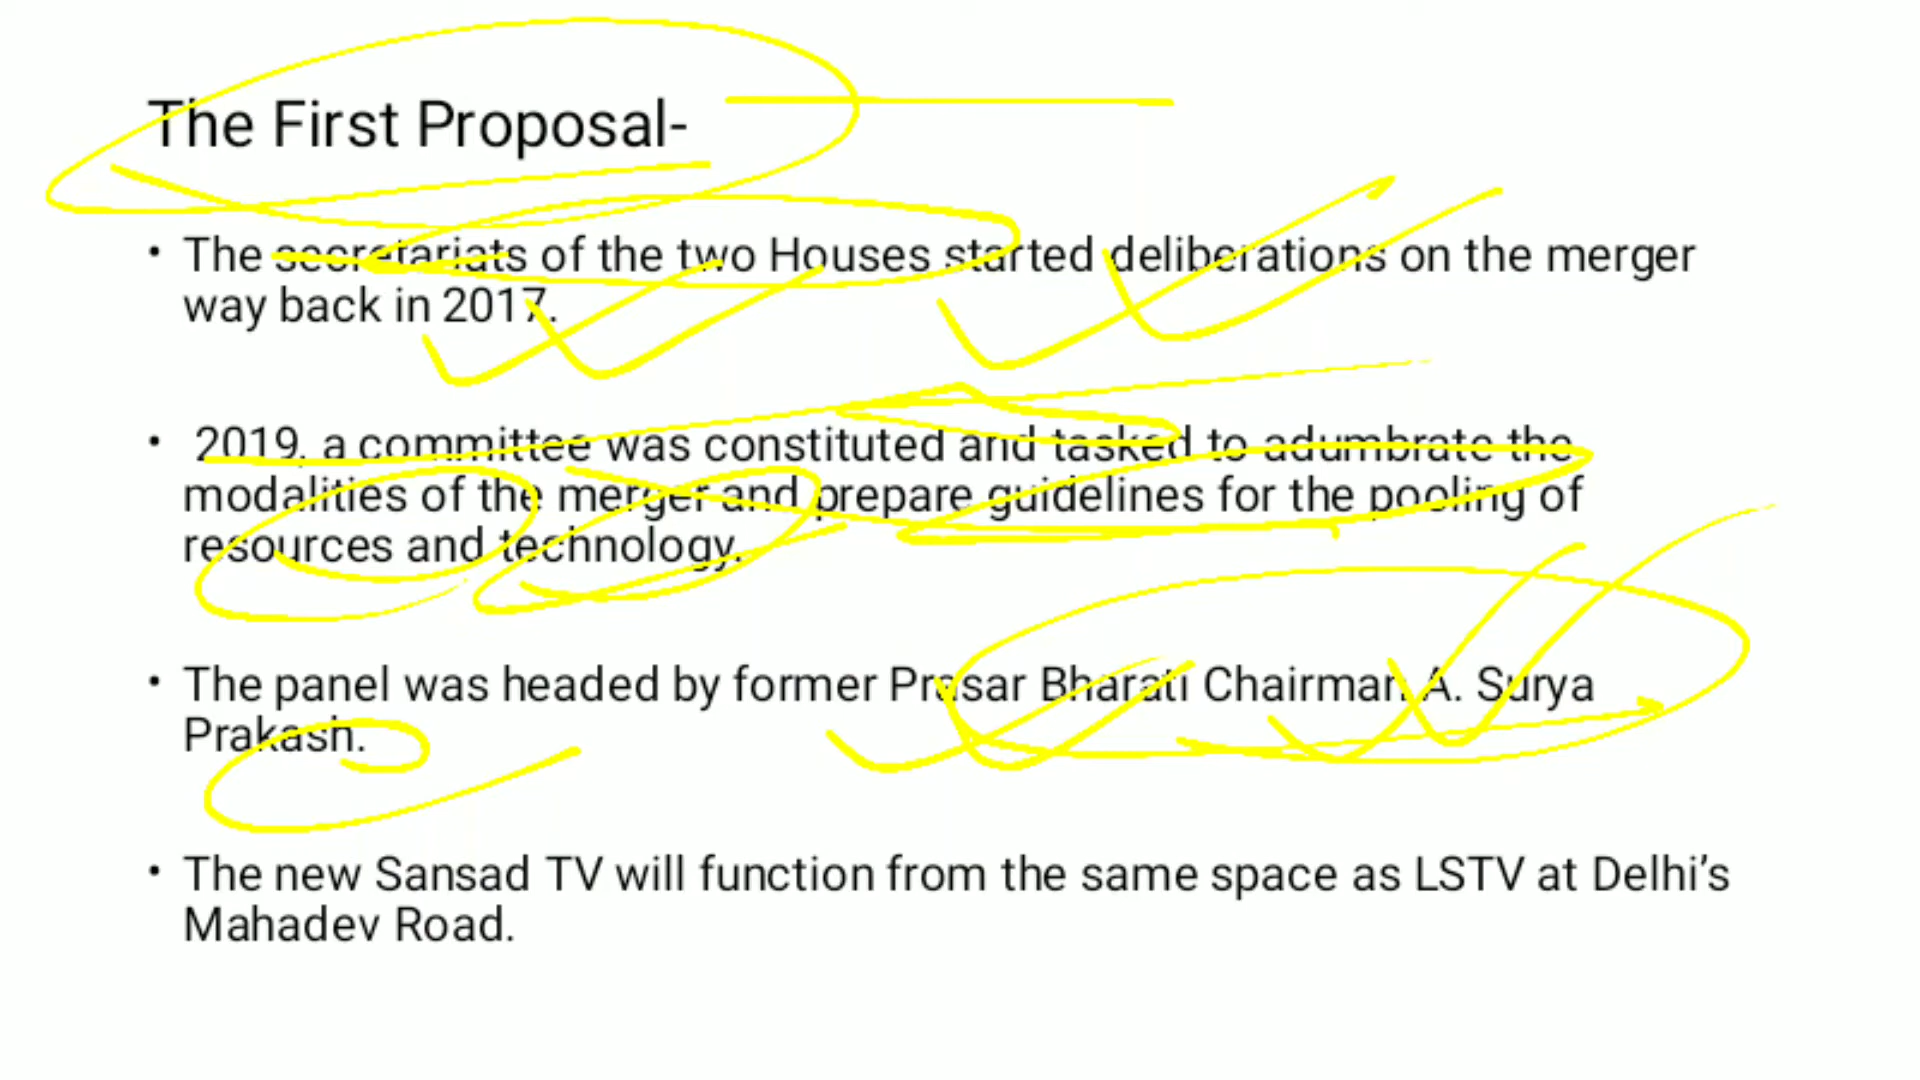 The First Proposal-
• The secretariats of the two Houses started deliberations on the merger
way back in 2017.
• 2019, a committee was constituted and tasked to adumbrate the
modalities of the merger and prepare guidelines for the pooling of
resources and technology.
• The panel was headed by former Prasar Bharati Chairman A. Surya
Prakash.
• The new Sansad TV will function from the same space as LSTV at Delhi’s
Mahadev Road.